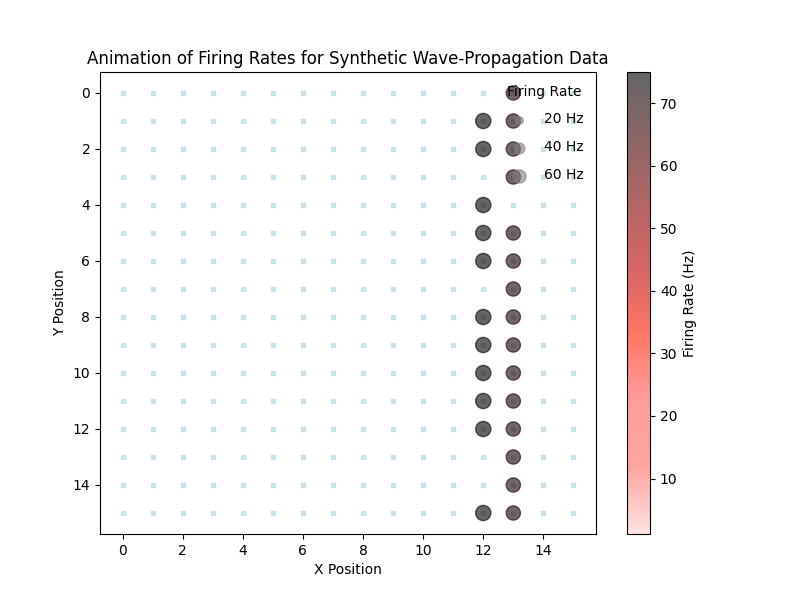 Animation of Firing Rates for Synthetic Wave-Propagation Data
Firing Rate
20 Hz
40 Hz
60 Hz
0
2
4
6
8
10
12
14
Y Position
0
2
4
6
8
10
12
14
X Position
70
60
50
40
30
20
10
Firing Rate (Hz)